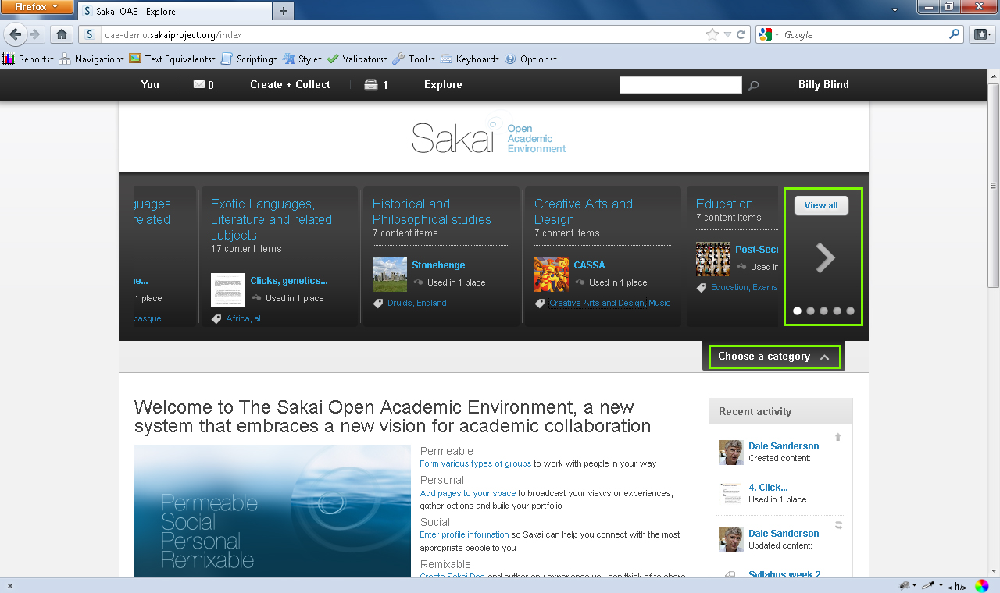 Firefox
Sakai OAE - Explore
oae-demo.sakaiproject.org/index
Google
Reports Navigation Text Equivalents Scripting Style Validators Tools Keyboard Options
You 0 Create + Collect 1 Explore Billy Blind
Sakai Open Academic Environment
guages,
related
e...
1 place
basque
Exotic Languages,
Literature and related
subjects
17 content items
Clicks, genetics...
Used in 1 place
Africa, al
Historical and
Philosophical studies
7 content items
Stonehenge
Used in 1 place
Druids, England
Creative Arts and
Design
7 content items
CASSA
Used in 1 place
Creative Arts and Design, Music
Education
7 content items
Post-Seco
Used in
Education, Exams
View all
Choose a category
Welcome to The Sakai Open Academic Environment, a new
system that embraces a new vision for academic collaboration
Permeable
Social
Personal
Remixable
Permeable
Form various types of groups to work with people in your way
Personal
Add pages to your space broadcast your views or experiences,
gather options and build your portfolio
Social
Enter profile information so Sakai can help you connect with the most
appropriate people to you
Remixable
Create Sakai Doc and author any experience you can think of to share
Recent activity
Dale Sanderson
Created content:
4. Click...
Used in 1 place
Dale Sanderson
Updated content:
Syllabus week 2
<h/>